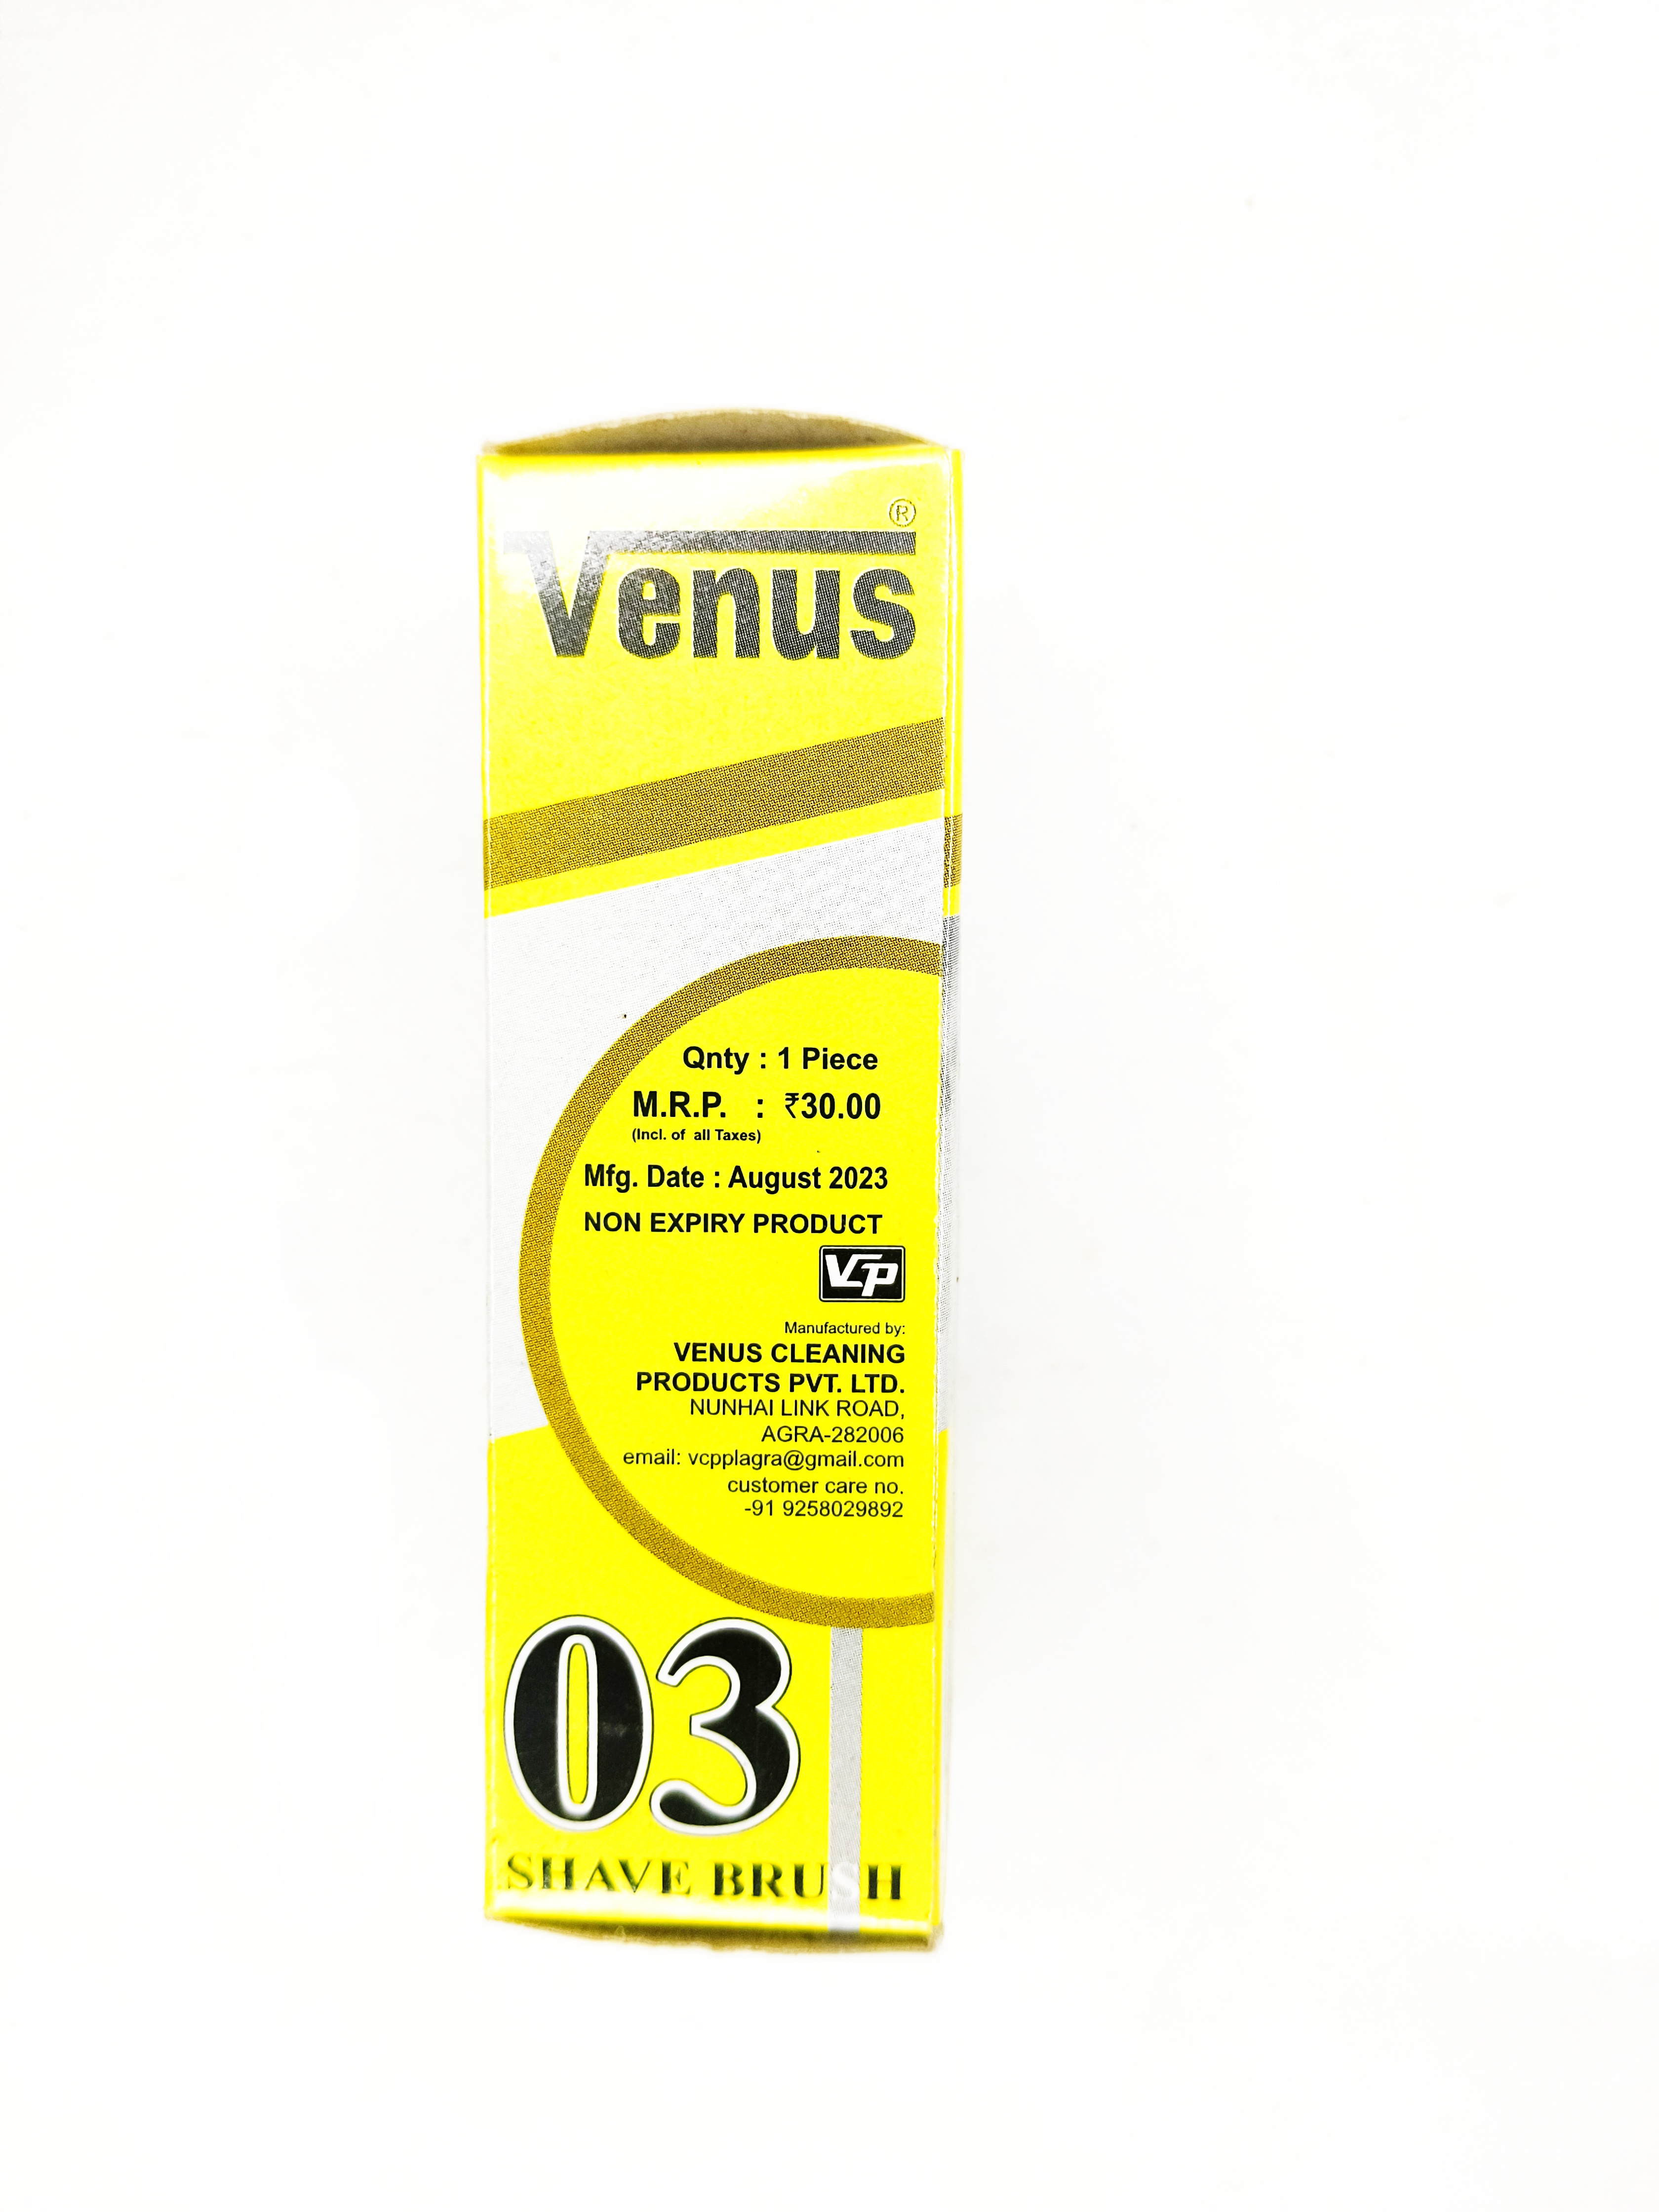 ®
Venus
Qnty : 1 Piece
M.R.P. : ₹30.00
(Incl. of all Taxes)
Mfg. Date : August 2023
NON EXPIRY PRODUCT
VCP
Manufactured by:
VENUS CLEANING
PRODUCTS PVT. LTD.
NUNHAI LINK ROAD,
AGRA-282006
email: vcpplagra@gmail.com
customer care no.
-91 9258029892
03
SHAVE BRUSH